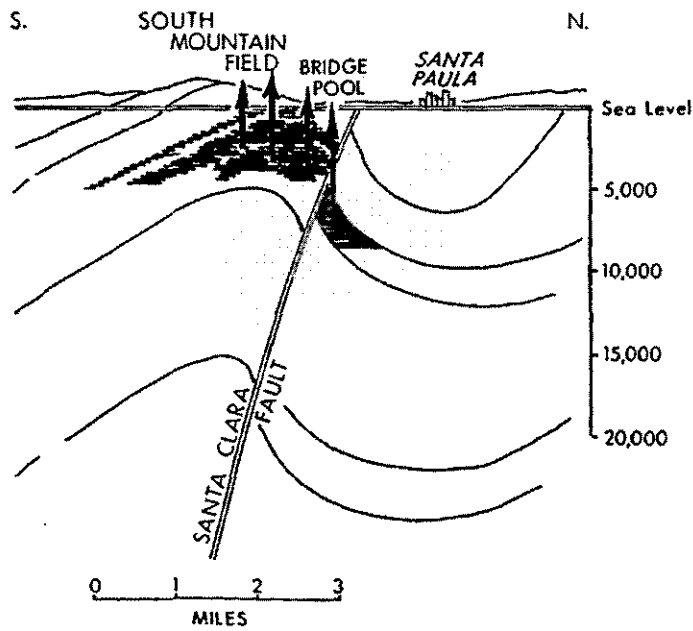 S.
N.
SOUTH
MOUNTAIN
FIELD
BRIDGE
POOL
SANTA
PAULA
Sea Level
5,000
10,000
15,000
20,000
SANTA CLARA
FAULT
0 1 2 3
MILES